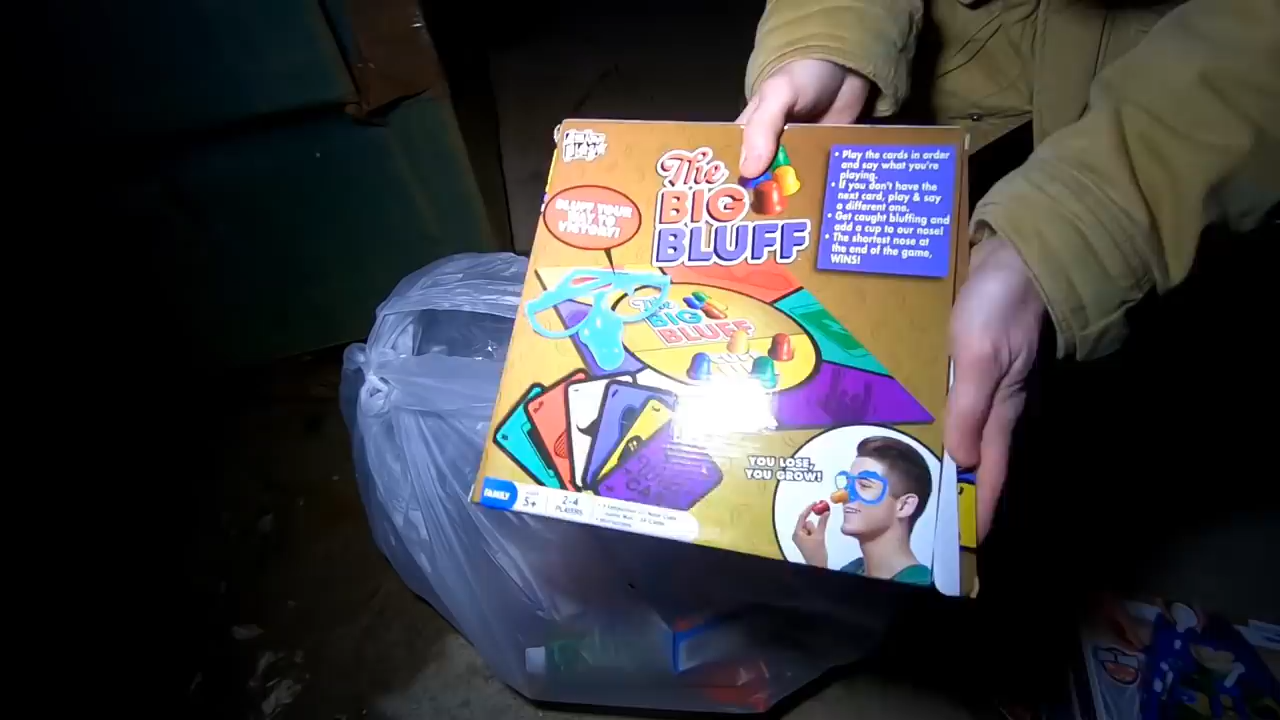 The
BIG
BLUFF
• Play the cards in order
and say what you're
playing.
• If you don't have the
next card, play & say
a different one.
• Get caught bluffing and
add a cup to our nose!
• The shortest nose at
the end of the game,
WINS!
BLUFF YOUR
WAY TO
VICTORY!
The
BIG
BLUFF
YOU LOSE,
YOU GROW!
FAMILY
5+
2-4
PLAYERS